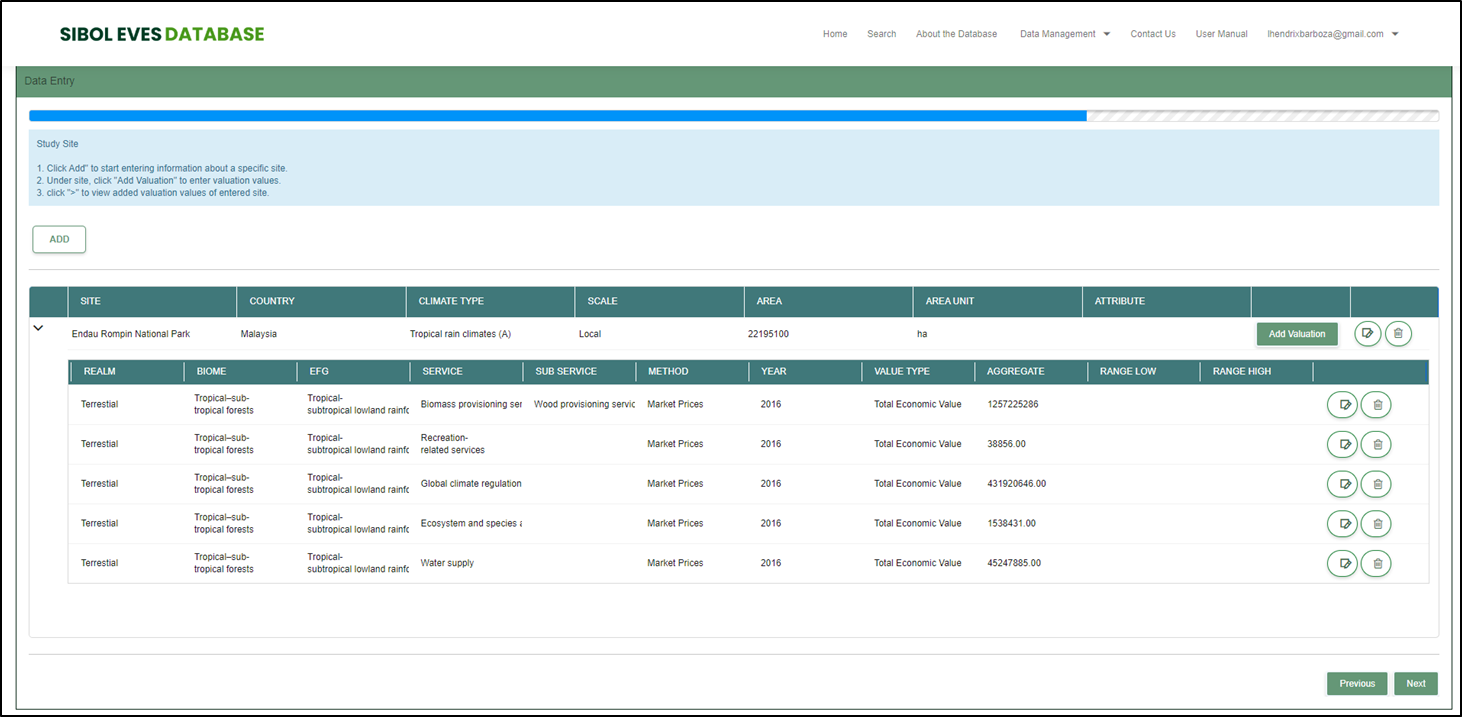 SIBOL EVES DATABASE
Home Search About the Database Data Management Contact Us User Manual lhendrixbarboza@gmail.com
Data Entry
Study Site
1. Click Add" to start entering information about a specific site.
2. Under site, click "Add Valuation" to enter valuation values.
3. click ">" to view added valuation values of entered site.
ADD
SITE COUNTRY CLIMATE TYPE SCALE AREA AREA UNIT ATTRIBUTE
Endau Rompin National Park Malaysia Tropical rain climates (A) Local 22195100 ha Add Valuation
REALM BIOME EFG SERVICE SUB SERVICE METHOD YEAR VALUE TYPE AGGREGATE RANGE LOW RANGE HIGH
Terrestial Tropical–sub- Tropical- Biomass provisioning ser Wood provisioning servic Market Prices 2016 Total Economic Value 1257225286
tropical forests subtropical lowland rainfo
Terrestial Tropical–sub- Tropical- Recreation- Market Prices 2016 Total Economic Value 38856.00
tropical forests subtropical lowland rainfo related services
Terrestial Tropical–sub- Tropical- Global climate regulation Market Prices 2016 Total Economic Value 431920646.00
tropical forests subtropical lowland rainfo
Terrestial Tropical–sub- Tropical- Ecosystem and species a Market Prices 2016 Total Economic Value 1538431.00
tropical forests subtropical lowland rainfo
Terrestial Tropical–sub- Tropical- Water supply Market Prices 2016 Total Economic Value 45247885.00
tropical forests subtropical lowland rainfo
Previous Next